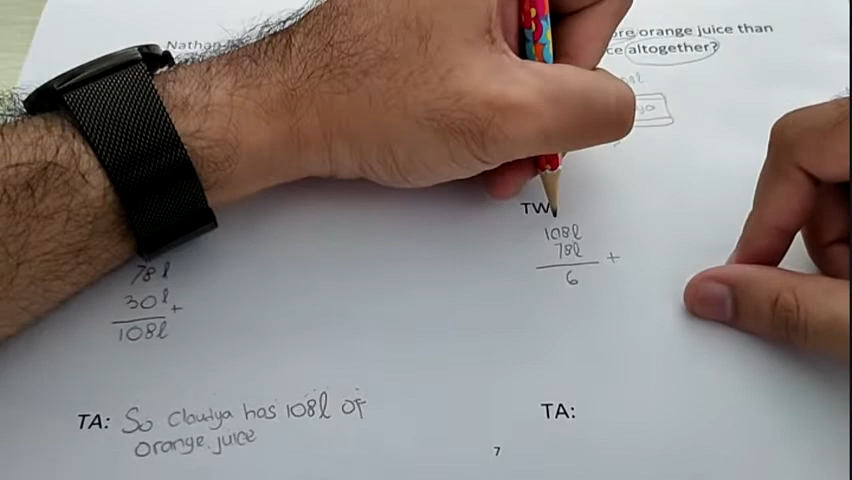 Nathan
ore orange juice than
ce altogether?
TW
108l
78l
+
6
78l
30l
+
108l
TA: So claudya has 108l of
orange juice
TA:
7